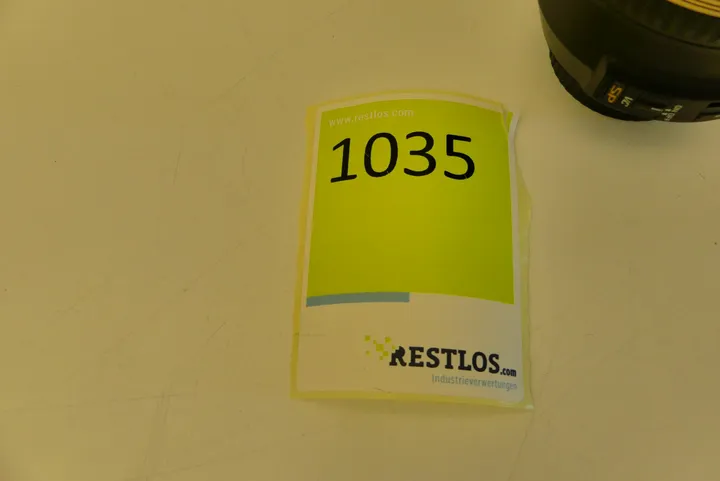 www.restlos.com
1035
RESTLOS.com
Industrieverwertungen